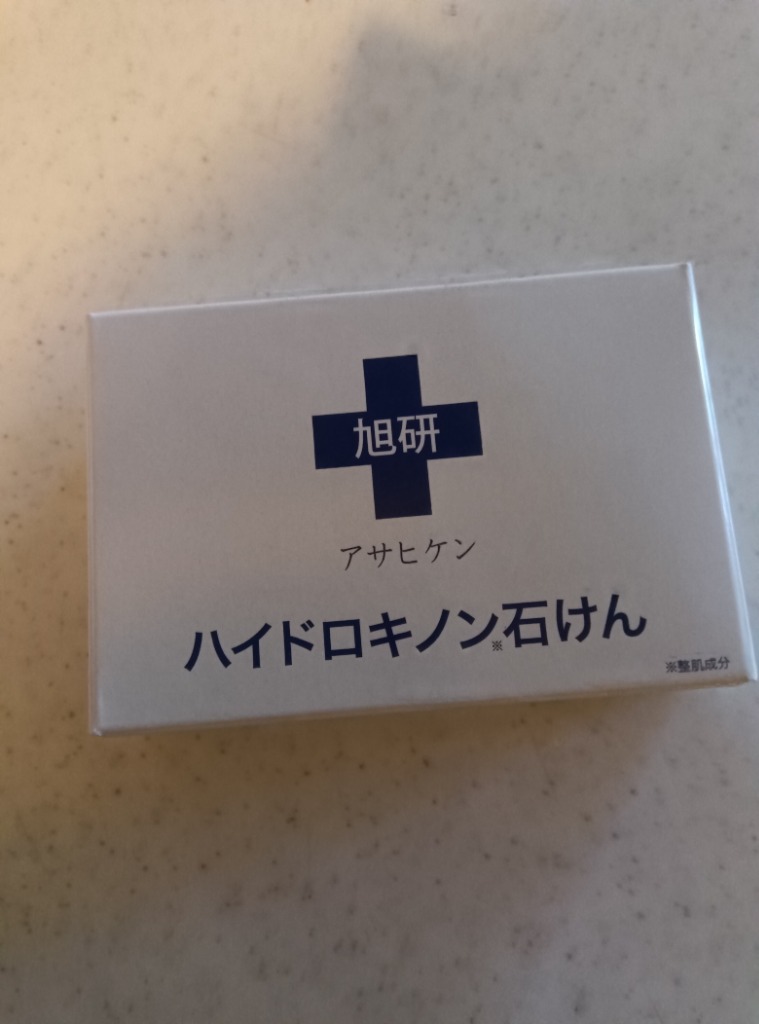 旭研
アサヒケン
ハイドロキノン※石けん
※整肌成分